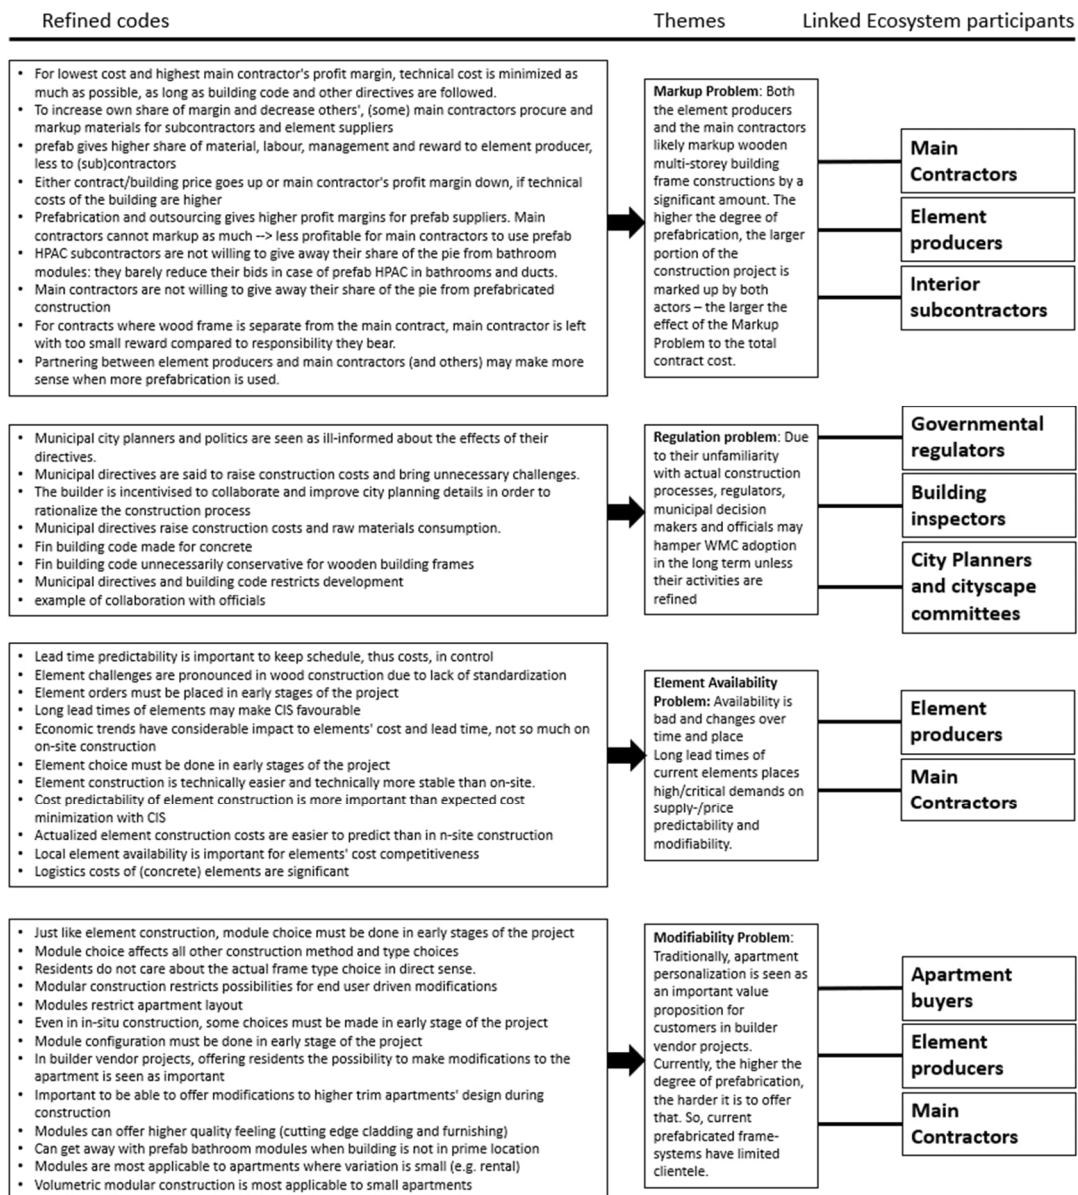 Refined codes
Themes
Linked Ecosystem participants
• For lowest cost and highest main contractor's profit margin, technical cost is minimized as
much as possible, as long as building code and other directives are followed.
• To increase own share of margin and decrease others', (some) main contractors procure and
markup materials for subcontractors and element suppliers
• prefab gives higher share of material, labour, management and reward to element producer,
less to (sub)contractors
• Either contract/building price goes up or main contractor's profit margin down, if technical
costs of the building are higher
• Prefabrication and outsourcing gives higher profit margins for prefab suppliers. Main
contractors cannot markup as much --> less profitable for main contractors to use prefab
• HPAC subcontractors are not willing to give away their share of the pie from bathroom
modules: they barely reduce their bids in case of prefab HPAC in bathrooms and ducts.
• Main contractors are not willing to give away their share of the pie from prefabricated
construction
• For contracts where wood frame is separate from the main contract, main contractor is left
with too small reward compared to responsibility they bear.
• Partnering between element producers and main contractors (and others) may make more
sense when more prefabrication is used.
Markup Problem: Both
the element producers
and the main contractors
likely markup wooden
multi-storey building
frame constructions by a
significant amount. The
higher the degree of
prefabrication, the larger
portion of the
construction project is
marked up by both
actors – the larger the
effect of the Markup
Problem to the total
contract cost.
Main
Contractors
Element
producers
Interior
subcontractors
• Municipal city planners and politics are seen as ill-informed about the effects of their
directives.
• Municipal directives are said to raise construction costs and bring unnecessary challenges.
• The builder is incentivised to collaborate and improve city planning details in order to
rationalize the construction process
• Municipal directives raise construction costs and raw materials consumption.
• Fin building code made for concrete
• Fin building code unnecessarily conservative for wooden building frames
• Municipal directives and building code restricts development
• example of collaboration with officials
Regulation problem: Due
to their unfamiliarity
with actual construction
processes, regulators,
municipal decision
makers and officials may
hamper WMC adoption
in the long term unless
their activities are
refined
Governmental
regulators
Building
inspectors
City Planners
and cityscape
committees
• Lead time predictability is important to keep schedule, thus costs, in control
• Element challenges are pronounced in wood construction due to lack of standardization
• Element orders must be placed in early stages of the project
• Long lead times of elements may make CIS favourable
• Economic trends have considerable impact to elements' cost and lead time, not so much on
on-site construction
• Element choice must be done in early stages of the project
• Element construction is technically easier and technically more stable than on-site.
• Cost predictability of element construction is more important than expected cost
minimization with CIS
• Actualized element construction costs are easier to predict than in n-site construction
• Local element availability is important for elements' cost competitiveness
• Logistics costs of (concrete) elements are significant
Element Availability
Problem: Availability is
bad and changes over
time and place
Long lead times of
current elements places
high/critical demands on
supply-/price
predictability and
modifiability.
Element
producers
Main
Contractors
• Just like element construction, module choice must be done in early stages of the project
• Module choice affects all other construction method and type choices
• Residents do not care about the actual frame type choice in direct sense.
• Modular construction restricts possibilities for end user driven modifications
• Modules restrict apartment layout
• Even in in-situ construction, some choices must be made in early stage of the project
• Module configuration must be done in early stage of the project
• In builder vendor projects, offering residents the possibility to make modifications to the
apartment is seen as important
• Important to be able to offer modifications to higher trim apartments' design during
construction
• Modules can offer higher quality feeling (cutting edge cladding and furnishing)
• Can get away with prefab bathroom modules when building is not in prime location
• Modules are most applicable to apartments where variation is small (e.g. rental)
• Volumetric modular construction is most applicable to small apartments
Modifiability Problem:
Traditionally, apartment
personalization is seen as
an important value
proposition for
customers in builder
vendor projects.
Currently, the higher the
degree of prefabrication,
the harder it is to offer
that. So, current
prefabricated frame-
systems have limited
clientele.
Apartment
buyers
Element
producers
Main
Contractors